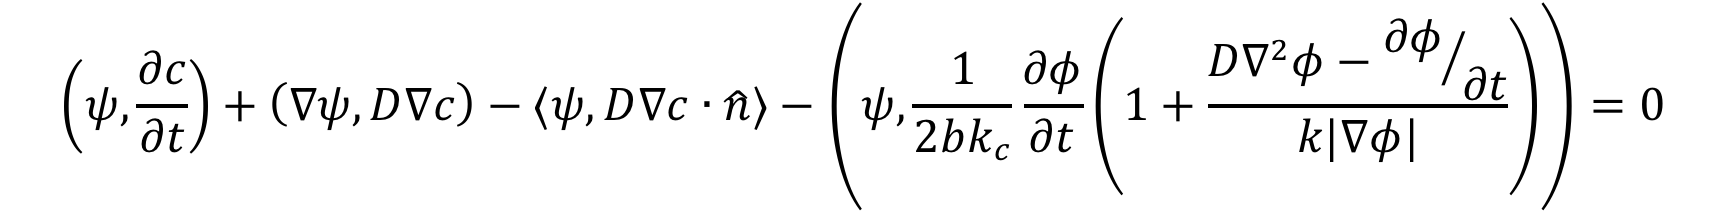 (ψ, ∂c/∂t) + (∇ψ, D∇c) − ⟨ψ, D∇c · n̂⟩ − (ψ, 1/(2bk_c) ∂ϕ/∂t (1 + (D∇²ϕ − ∂ϕ/∂t)/(k|∇ϕ|))) = 0